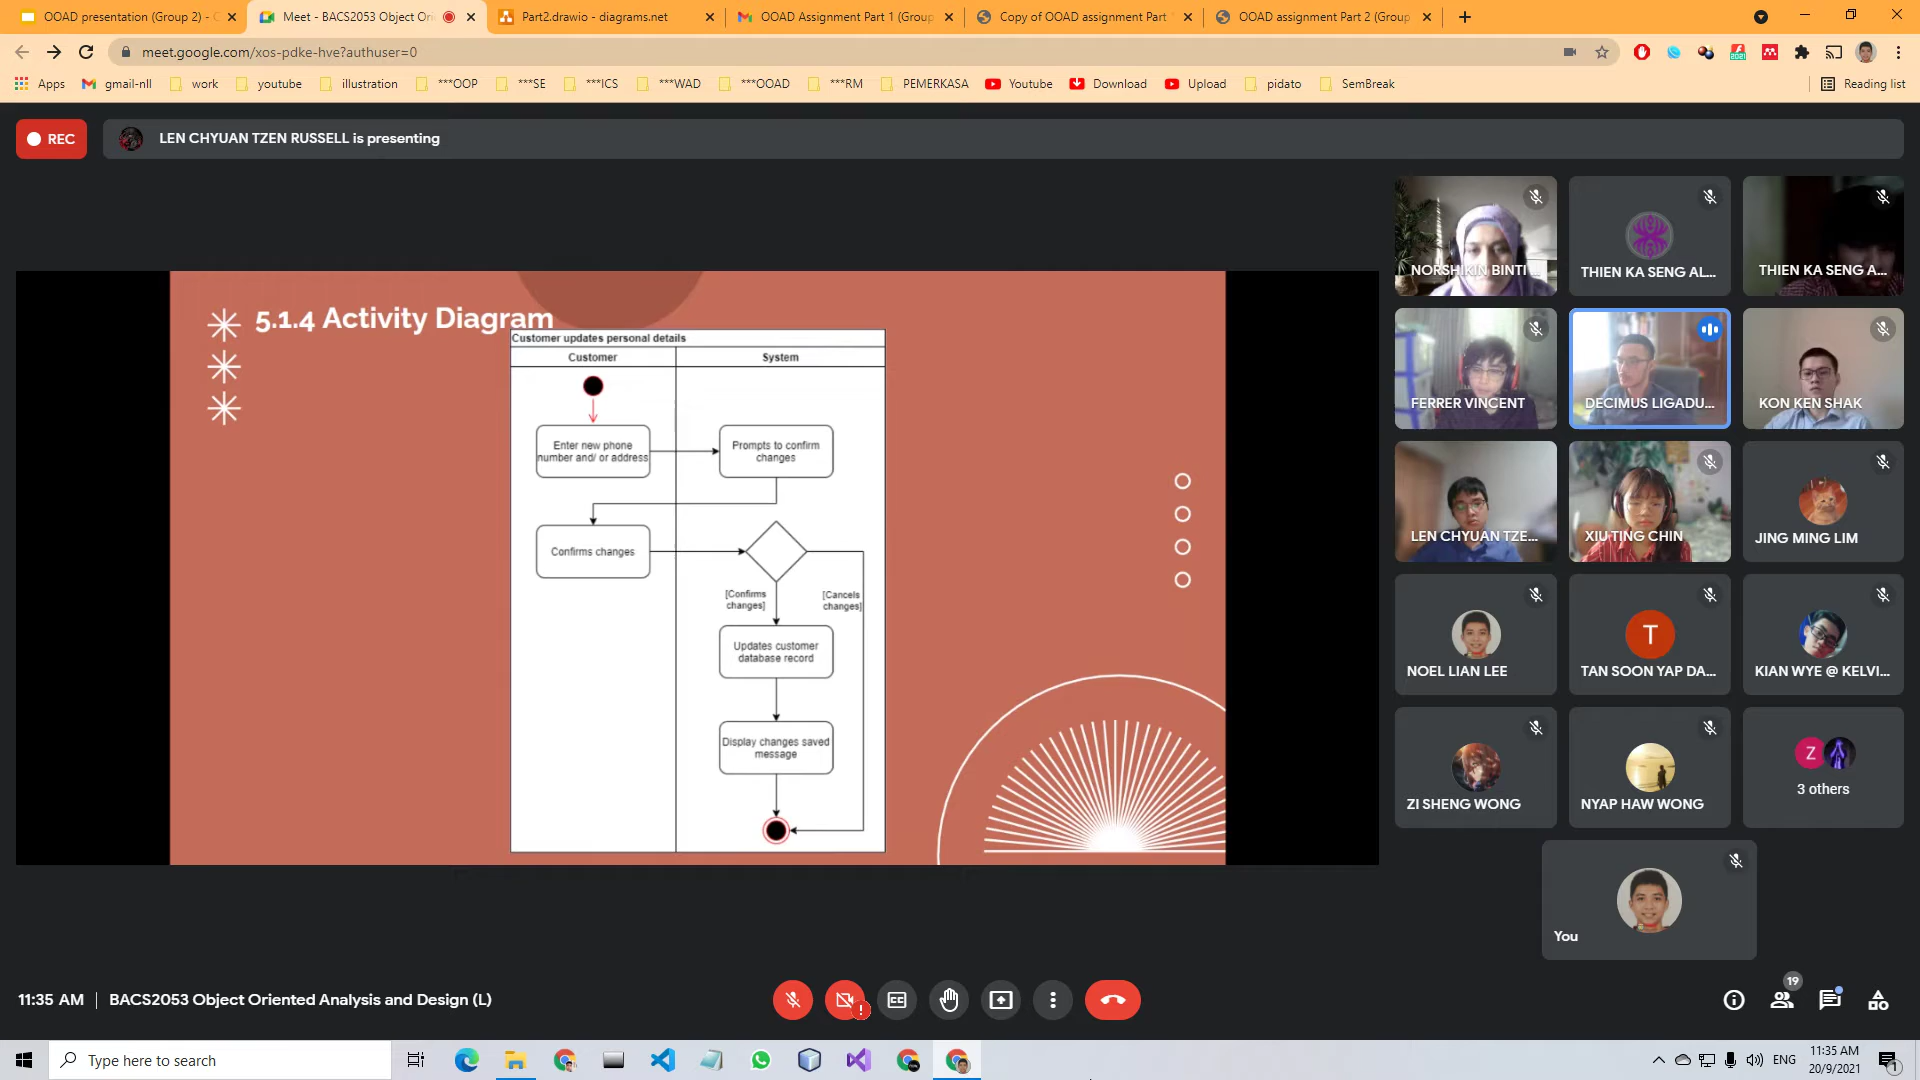 OOAD presentation (Group 2) - G
Meet - BACS2053 Object Ori
Part2.drawio - diagrams.net
OOAD Assignment Part 1 (Group
Copy of OOAD assignment Part
OOAD assignment Part 2 (Group
meet.google.com/xos-pdke-hve?authuser=0
Apps
gmail-nll
work
youtube
illustration
***OOP
***SE
***ICS
***WAD
***OOAD
***RM
PEMERKASA
Youtube
Download
Upload
pidato
SemBreak
Reading list
REC
LEN CHYUAN TZEN RUSSELL is presenting
5.1.4 Activity Diagram
Customer updates personal details
Customer
System
Enter new phone
number and/ or address
Prompts to confirm
changes
Confirms changes
[Confirms
changes]
[Cancels
changes]
Updates customer
database record
Display changes saved
message
NORSHIKIN BINTI
THIEN KA SENG AL...
THIEN KA SENG A...
FERRER VINCENT
DECIMUS LIGADU...
KON KEN SHAK
LEN CHYUAN TZE...
XIU TING CHIN
JING MING LIM
NOEL LIAN LEE
T
TAN SOON YAP DA...
KIAN WYE @ KELVI...
ZI SHENG WONG
NYAP HAW WONG
Z
3 others
You
11:35 AM
BACS2053 Object Oriented Analysis and Design (L)
19
Type here to search
ENG
11:35 AM
20/9/2021
1